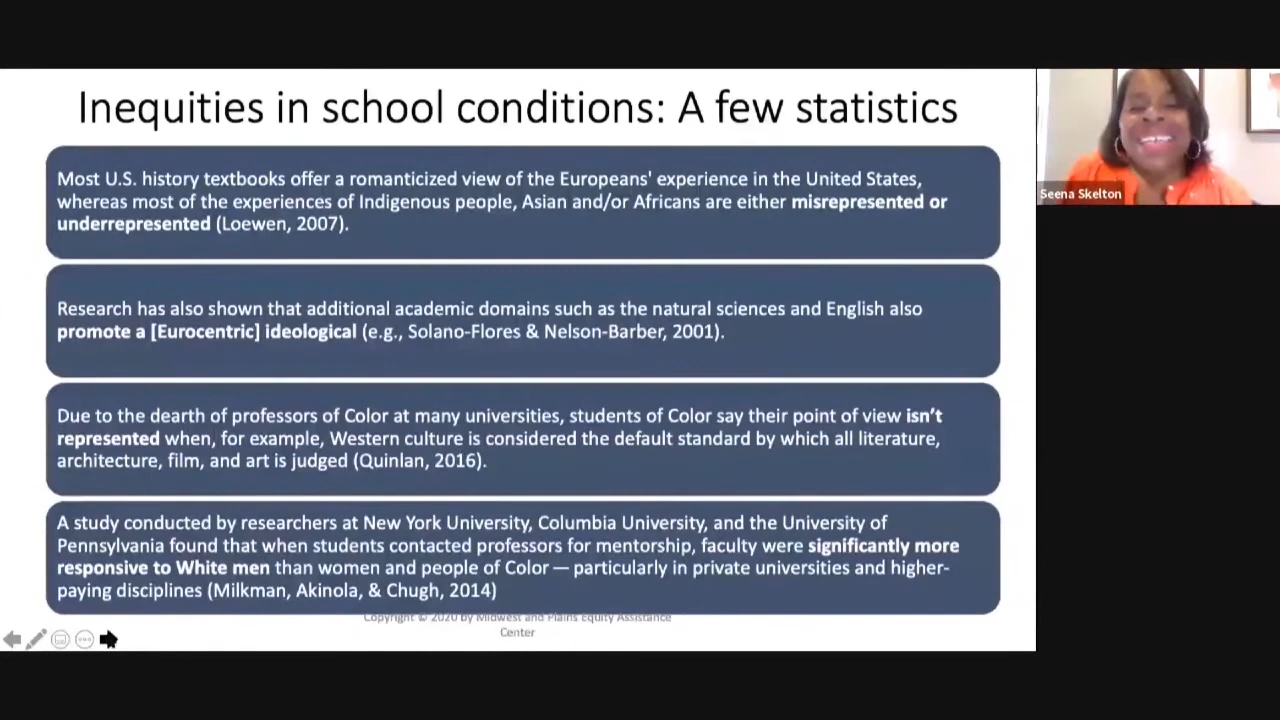 Inequities in school conditions: A few statistics
Most U.S. history textbooks offer a romanticized view of the Europeans' experience in the United States,
whereas most of the experiences of Indigenous people, Asian and/or Africans are either misrepresented or
underrepresented (Loewen, 2007).
Research has also shown that additional academic domains such as the natural sciences and English also
promote a [Eurocentric] ideological (e.g., Solano-Flores & Nelson-Barber, 2001).
Due to the dearth of professors of Color at many universities, students of Color say their point of view isn’t
represented when, for example, Western culture is considered the default standard by which all literature,
architecture, film, and art is judged (Quinlan, 2016).
A study conducted by researchers at New York University, Columbia University, and the University of
Pennsylvania found that when students contacted professors for mentorship, faculty were significantly more
responsive to White men than women and people of Color — particularly in private universities and higher-
paying disciplines (Milkman, Akinola, & Chugh, 2014)
Copyright © 2020 by Midwest and Plains Equity Assistance
Center
Seena Skelton